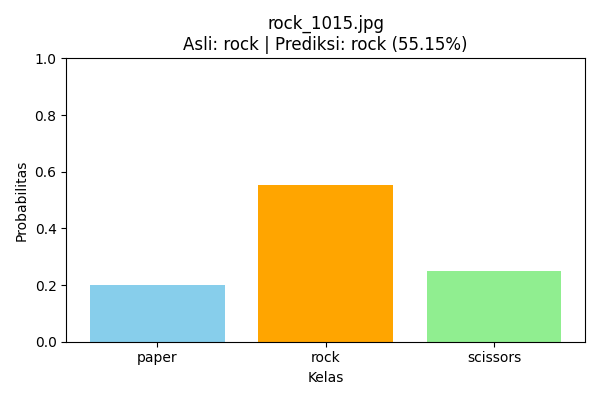 rock_1015.jpg
Asli: rock | Prediksi: rock (55.15%)
1.0
0.8
0.6
0.4
0.2
0.0
Probabilitas
paper
rock
scissors
Kelas